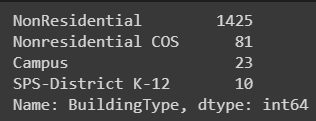 NonResidential 1425
Nonresidential COS 81
Campus 23
SPS-District K-12 10
Name: BuildingType, dtype: int64